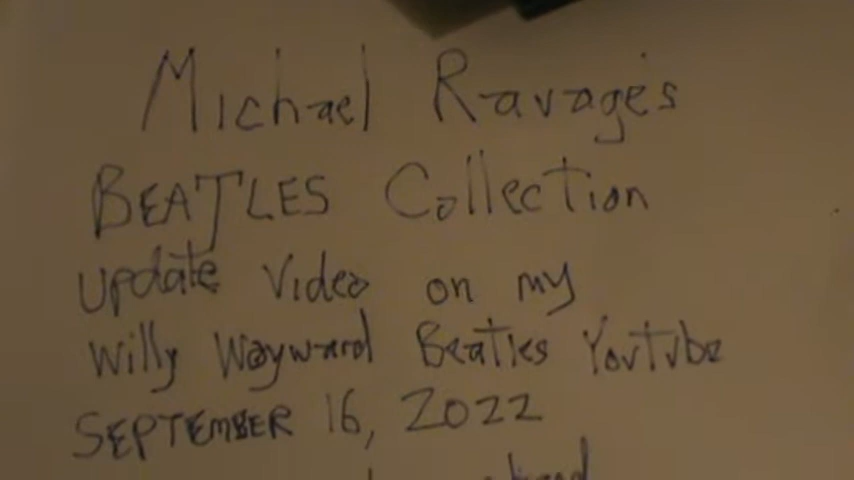 Michael Ravage's
BEATLES Collection
update Video on my
Willy Wayward Beatles YouTube
SEPTEMBER 16, 2022